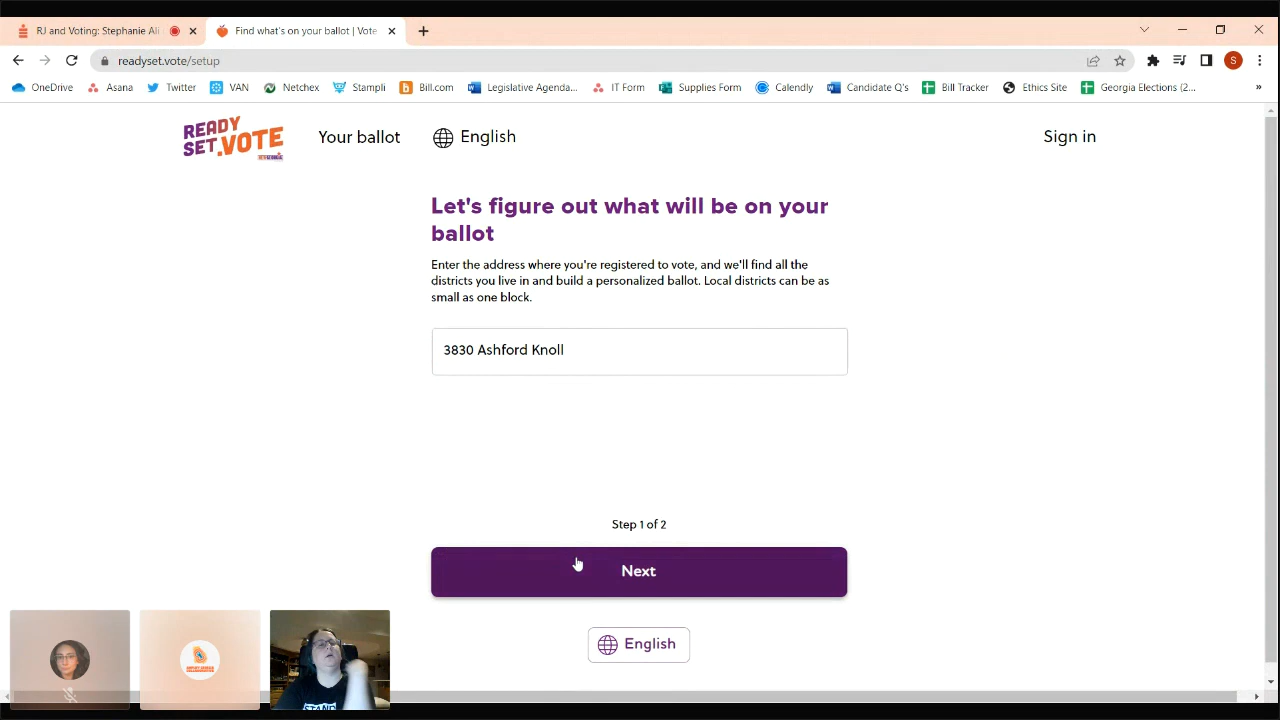 RJ and Voting: Stephanie Ali
Find what's on your ballot | Vote
readyset.vote/setup
S
OneDrive
Asana
Twitter
VAN
Netchex
Stampli
Bill.com
Legislative Agenda...
IT Form
Supplies Form
Calendly
Candidate Q's
Bill Tracker
Ethics Site
Georgia Elections (2...
»
READY
SET.VOTE
Your ballot
English
Sign in
Let's figure out what will be on your
ballot
Enter the address where you're registered to vote, and we'll find all the
districts you live in and build a personalized ballot. Local districts can be as
small as one block.
3830 Ashford Knoll
Step 1 of 2
Next
English